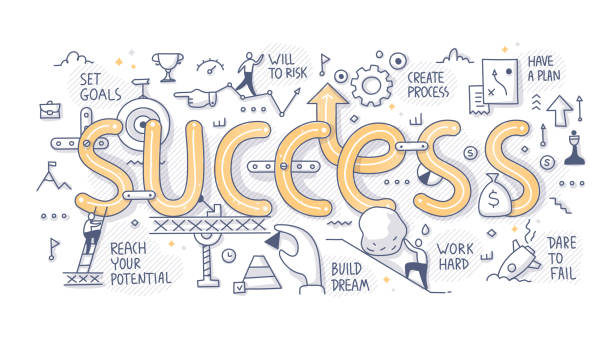 SET
GOALS
WILL
TO RISK
CREATE
PROCESS
HAVE
A PLAN
SUCCESS
$
S
S
$
REACH
YOUR
POTENTIAL
BUILD
DREAM
WORK
HARD
DARE
TO
FAIL